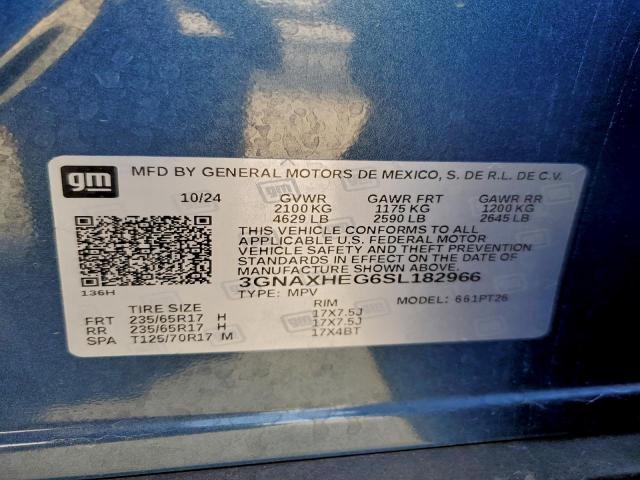 gm
MFD BY GENERAL MOTORS DE MEXICO, S. DE R.L. DE C.V.
10/24 GVWR GAWR FRT GAWR RR
2100 KG 1175 KG 1200 KG
4629 LB 2590 LB 2645 LB
THIS VEHICLE CONFORMS TO ALL
APPLICABLE U.S. FEDERAL MOTOR
VEHICLE SAFETY AND THEFT PREVENTION
STANDARDS IN EFFECT ON THE DATE OF
MANUFACTURE SHOWN ABOVE.
3GNAXHEG6SL182966
136H
TYPE: MPV
MODEL: 661PT26
TIRE SIZE RIM
FRT 235/65R17 H 17X7.5J
RR 235/65R17 H 17X7.5J
SPA T125/70R17 M 17X4BT